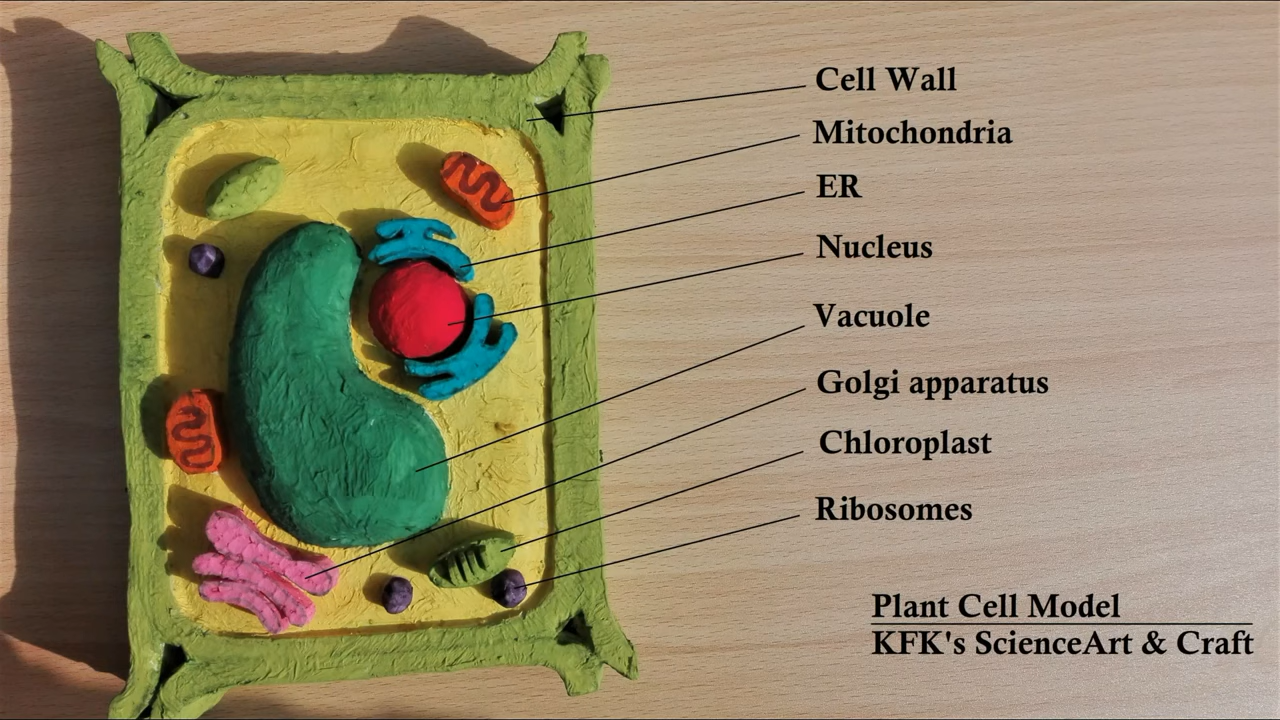 Cell Wall
Mitochondria
ER
Nucleus
Vacuole
Golgi apparatus
Chloroplast
Ribosomes
Plant Cell Model
KFK's ScienceArt & Craft